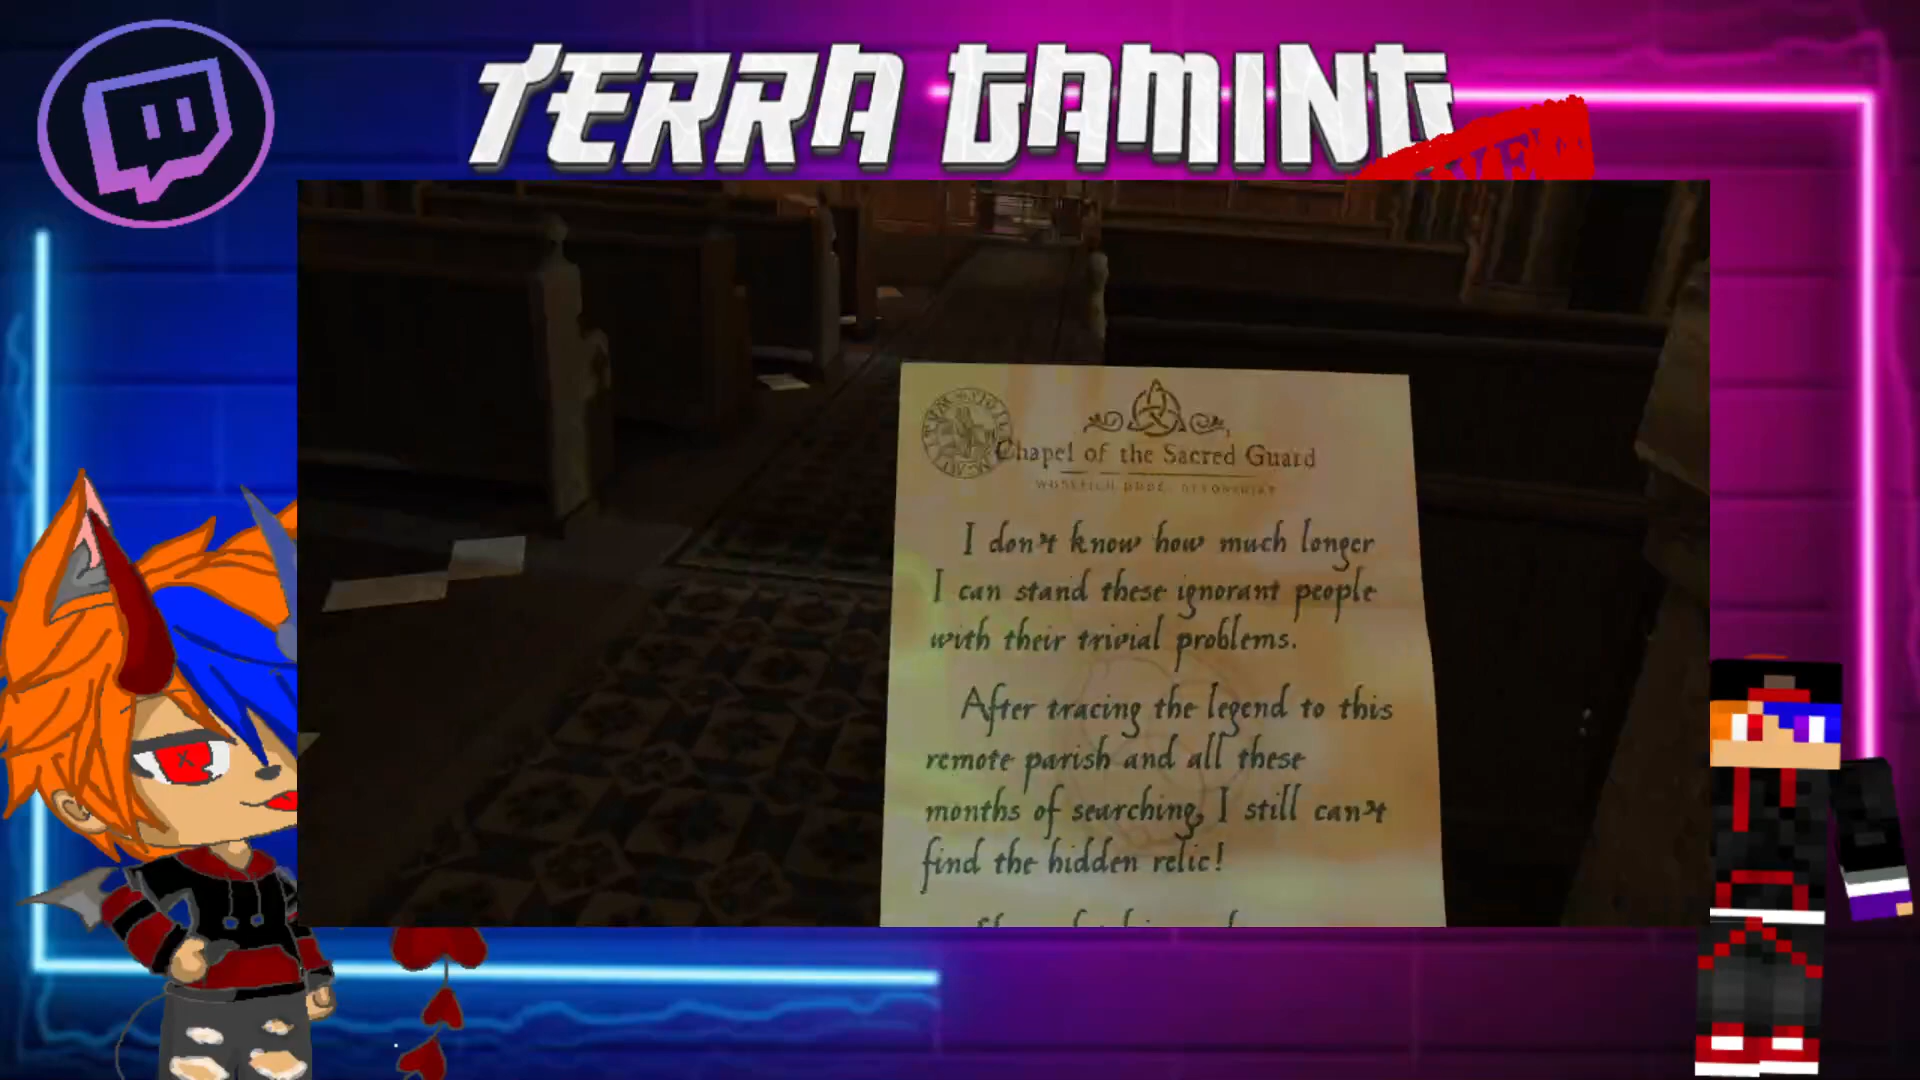 TERRA GAMING
Chapel of the Sacred Guard
I don't know how much longer
I can stand these ignorant people
with their trivial problems.
After tracing the legend to this
remote parish and all these
months of searching, I still can't
find the hidden relic!